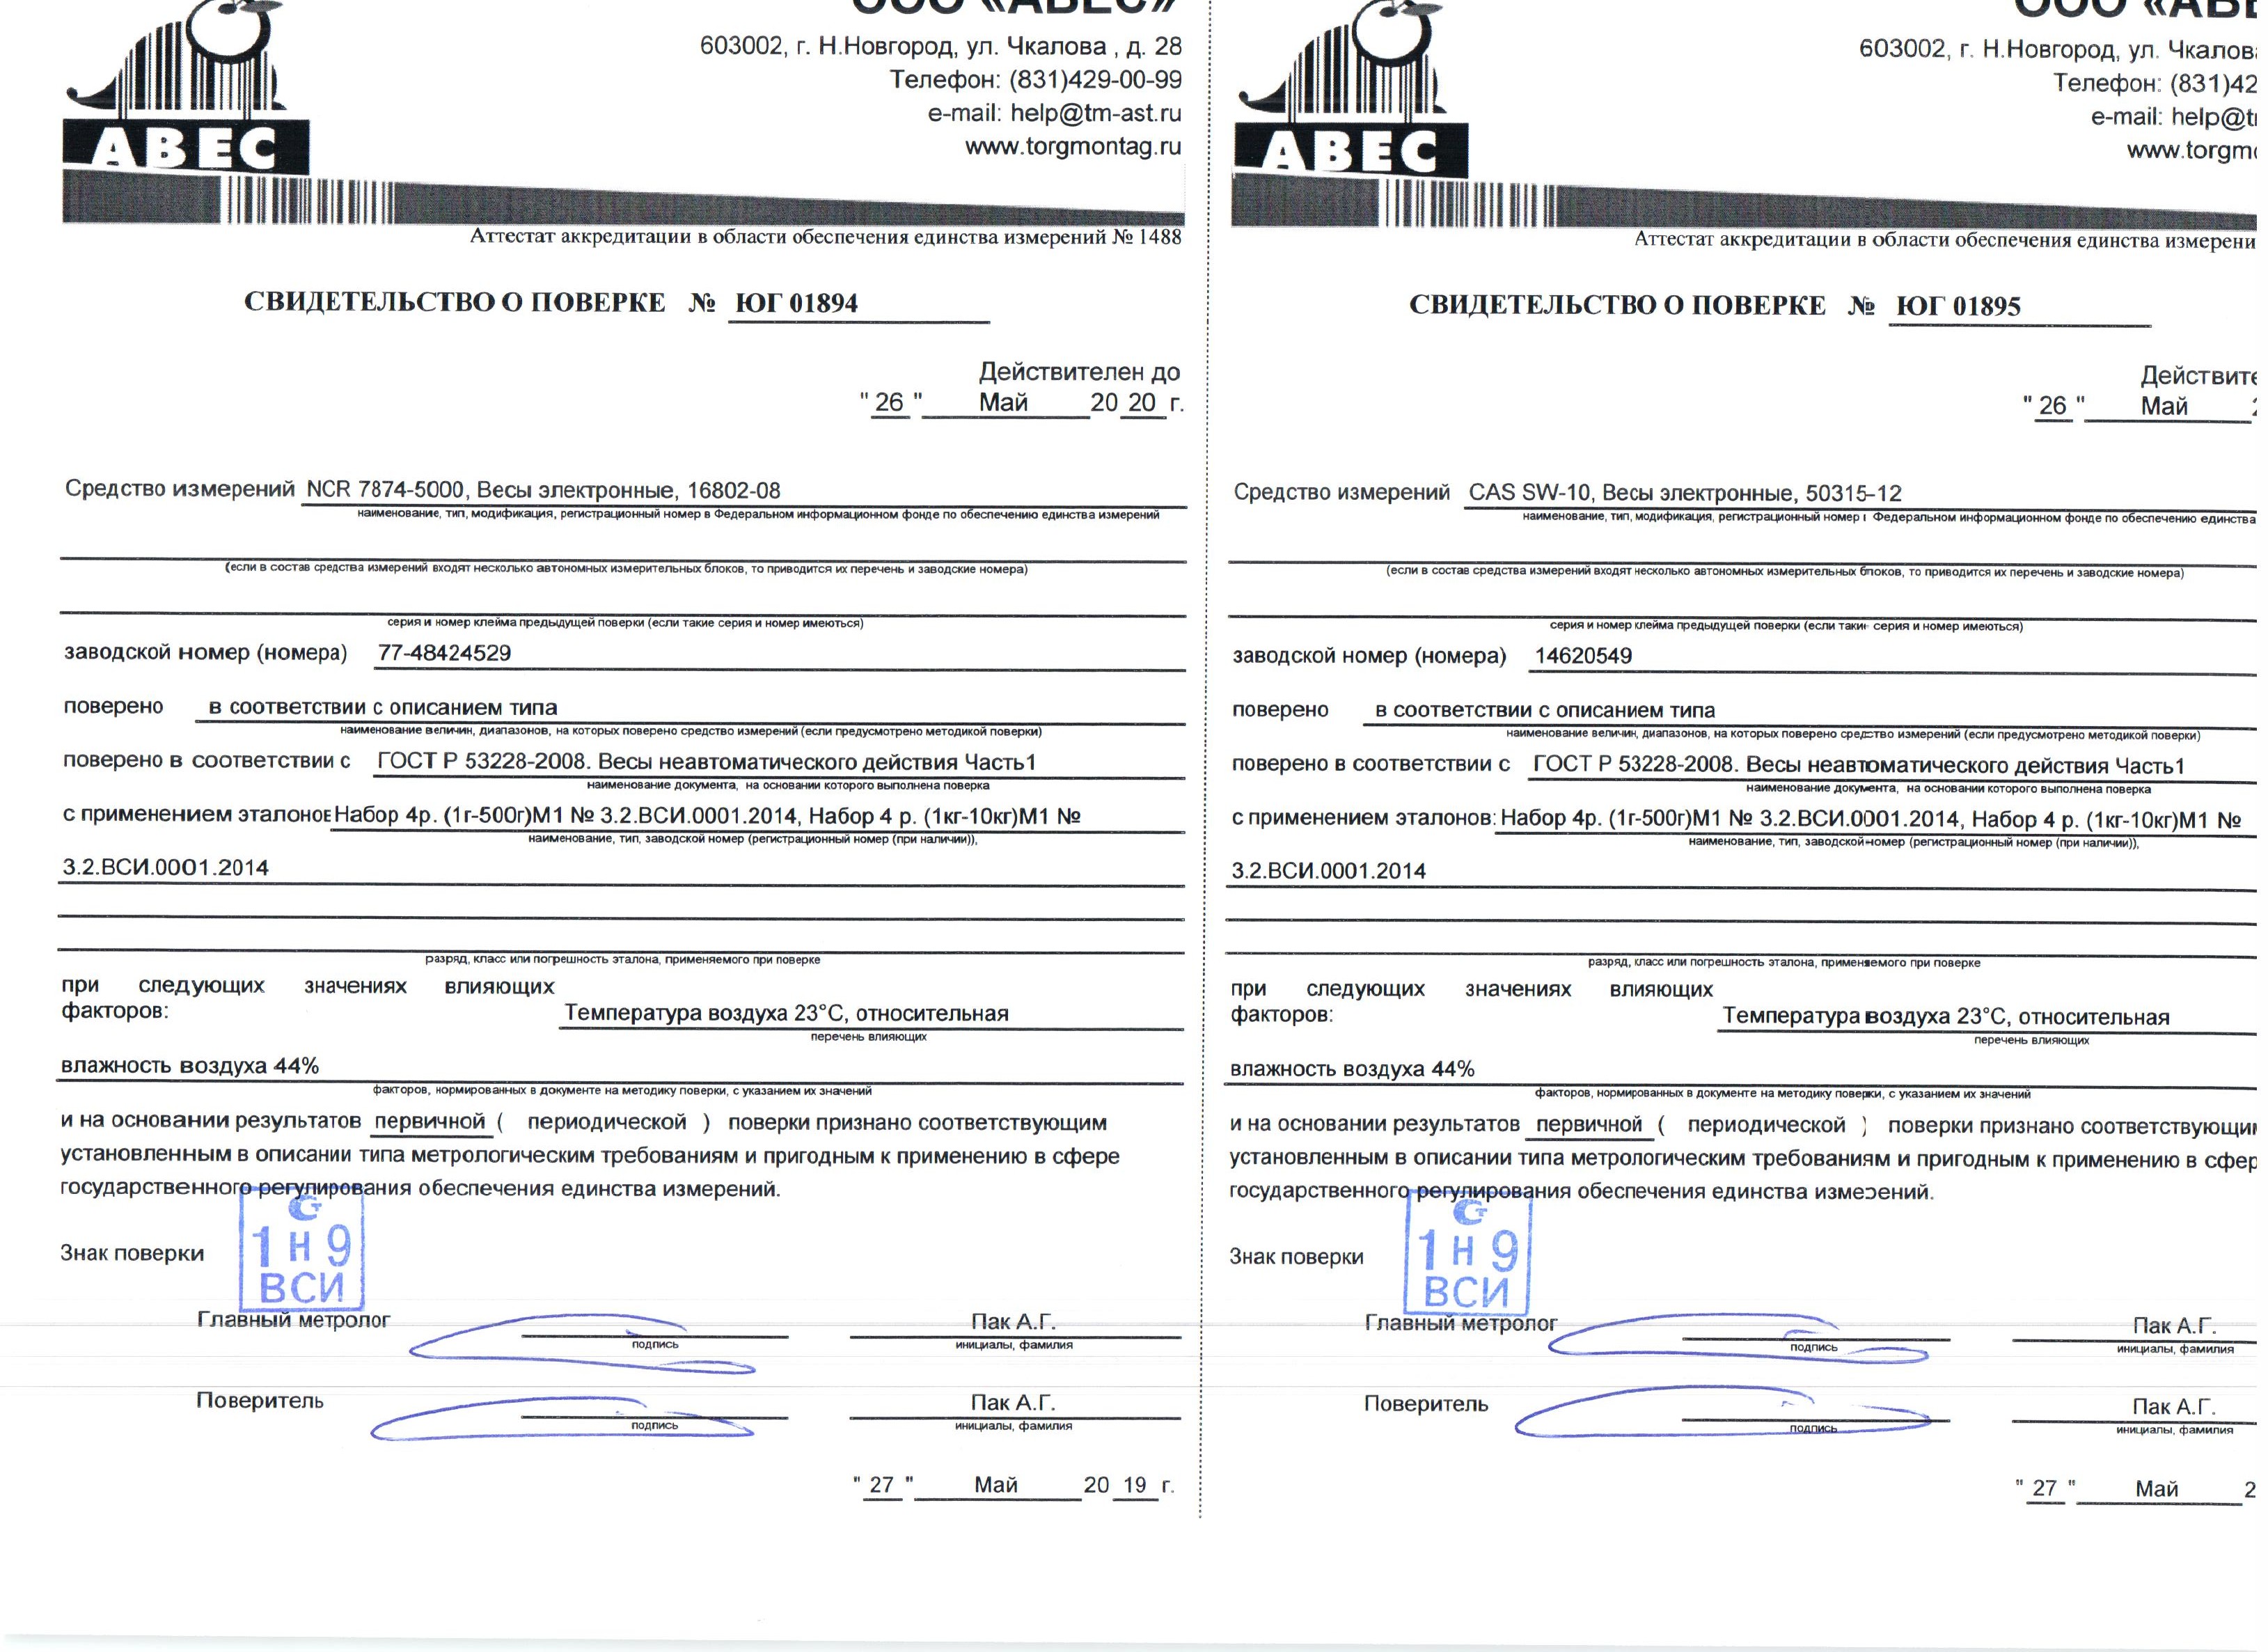 ООО «АВЕС»
603002, г. Н.Новгород, ул. Чкалова , д. 28
Телефон: (831)429-00-99
e-mail: help@tm-ast.ru
www.torgmontag.ru
АВЕС
Аттестат аккредитации в области обеспечения единства измерений № 1488
СВИДЕТЕЛЬСТВО О ПОВЕРКЕ № ЮГ 01894
Действителен до
" 26 " Май 20 20 г.
Средство измерений NCR 7874-5000, Весы электронные, 16802-08
наименование, тип, модификация, регистрационный номер в Федеральном информационном фонде по обеспечению единства измерений
(если в состав средства измерений входят несколько автономных измерительных блоков, то приводится их перечень и заводские номера)
серия и номер клейма предыдущей поверки (если такие серия и номер имеються)
заводской номер (номера) 77-48424529
поверено в соответствии с описанием типа
наименование величин, диапазонов, на которых поверено средство измерений (если предусмотрено методикой поверки)
поверено в соответствии с ГОСТ Р 53228-2008. Весы неавтоматического действия Часть1
наименование документа, на основании которого выполнена поверка
с применением эталонов Набор 4р. (1г-500г)М1 № 3.2.ВСИ.0001.2014, Набор 4 р. (1кг-10кг)М1 №
наименование, тип, заводской номер (регистрационный номер (при наличии)),
3.2.ВСИ.0001.2014
разряд, класс или погрешность эталона, применяемого при поверке
при следующих значениях влияющих
факторов: Температура воздуха 23°С, относительная
перечень влияющих
влажность воздуха 44%
факторов, нормированных в документе на методику поверки, с указанием их значений
и на основании результатов первичной ( периодической ) поверки признано соответствующим
установленным в описании типа метрологическим требованиям и пригодным к применению в сфере
государственного регулирования обеспечения единства измерений.
Знак поверки
1 Н 9
ВСИ
Главный метролог Пак А.Г.
подпись инициалы, фамилия
Поверитель Пак А.Г.
подпись инициалы, фамилия
" 27 " Май 20 19 г.
ООО «АВЕ
603002, г. Н.Новгород, ул. Чкалова
Телефон: (831)42
e-mail: help@t
www.torgmo
АВЕС
Аттестат аккредитации в области обеспечения единства измерени
СВИДЕТЕЛЬСТВО О ПОВЕРКЕ № ЮГ 01895
Действите
" 26 " Май 2
Средство измерений CAS SW-10, Весы электронные, 50315-12
наименование, тип, модификация, регистрационный номер Федеральном информационном фонде по обеспечению единства
(если в состав средства измерений входят несколько автономных измерительных блоков, то приводится их перечень и заводские номера)
серия и номер клейма предыдущей поверки (если такие серия и номер имеються)
заводской номер (номера) 14620549
поверено в соответствии с описанием типа
наименование величин, диапазонов, на которых поверено средство измерений (если предусмотрено методикой поверки)
поверено в соответствии с ГОСТ Р 53228-2008. Весы неавтоматического действия Часть1
наименование документа, на основании которого выполнена поверка
с применением эталонов: Набор 4р. (1г-500г)М1 № 3.2.ВСИ.0001.2014, Набор 4 р. (1кг-10кг)М1 №
наименование, тип, заводской номер (регистрационный номер (при наличии)),
3.2.ВСИ.0001.2014
разряд, класс или погрешность эталона, применяемого при поверке
при следующих значениях влияющих
факторов: Температура воздуха 23°С, относительная
перечень влияющих
влажность воздуха 44%
факторов, нормированных в документе на методику поверки, с указанием их значений
и на основании результатов первичной ( периодической ) поверки признано соответствующим
установленным в описании типа метрологическим требованиям и пригодным к применению в сфер
государственного регулирования обеспечения единства измерений.
Знак поверки
1 Н 9
ВСИ
Главный метролог Пак А.Г.
подпись инициалы, фамилия
Поверитель Пак А.Г.
подпись инициалы, фамилия
" 27 " Май 2